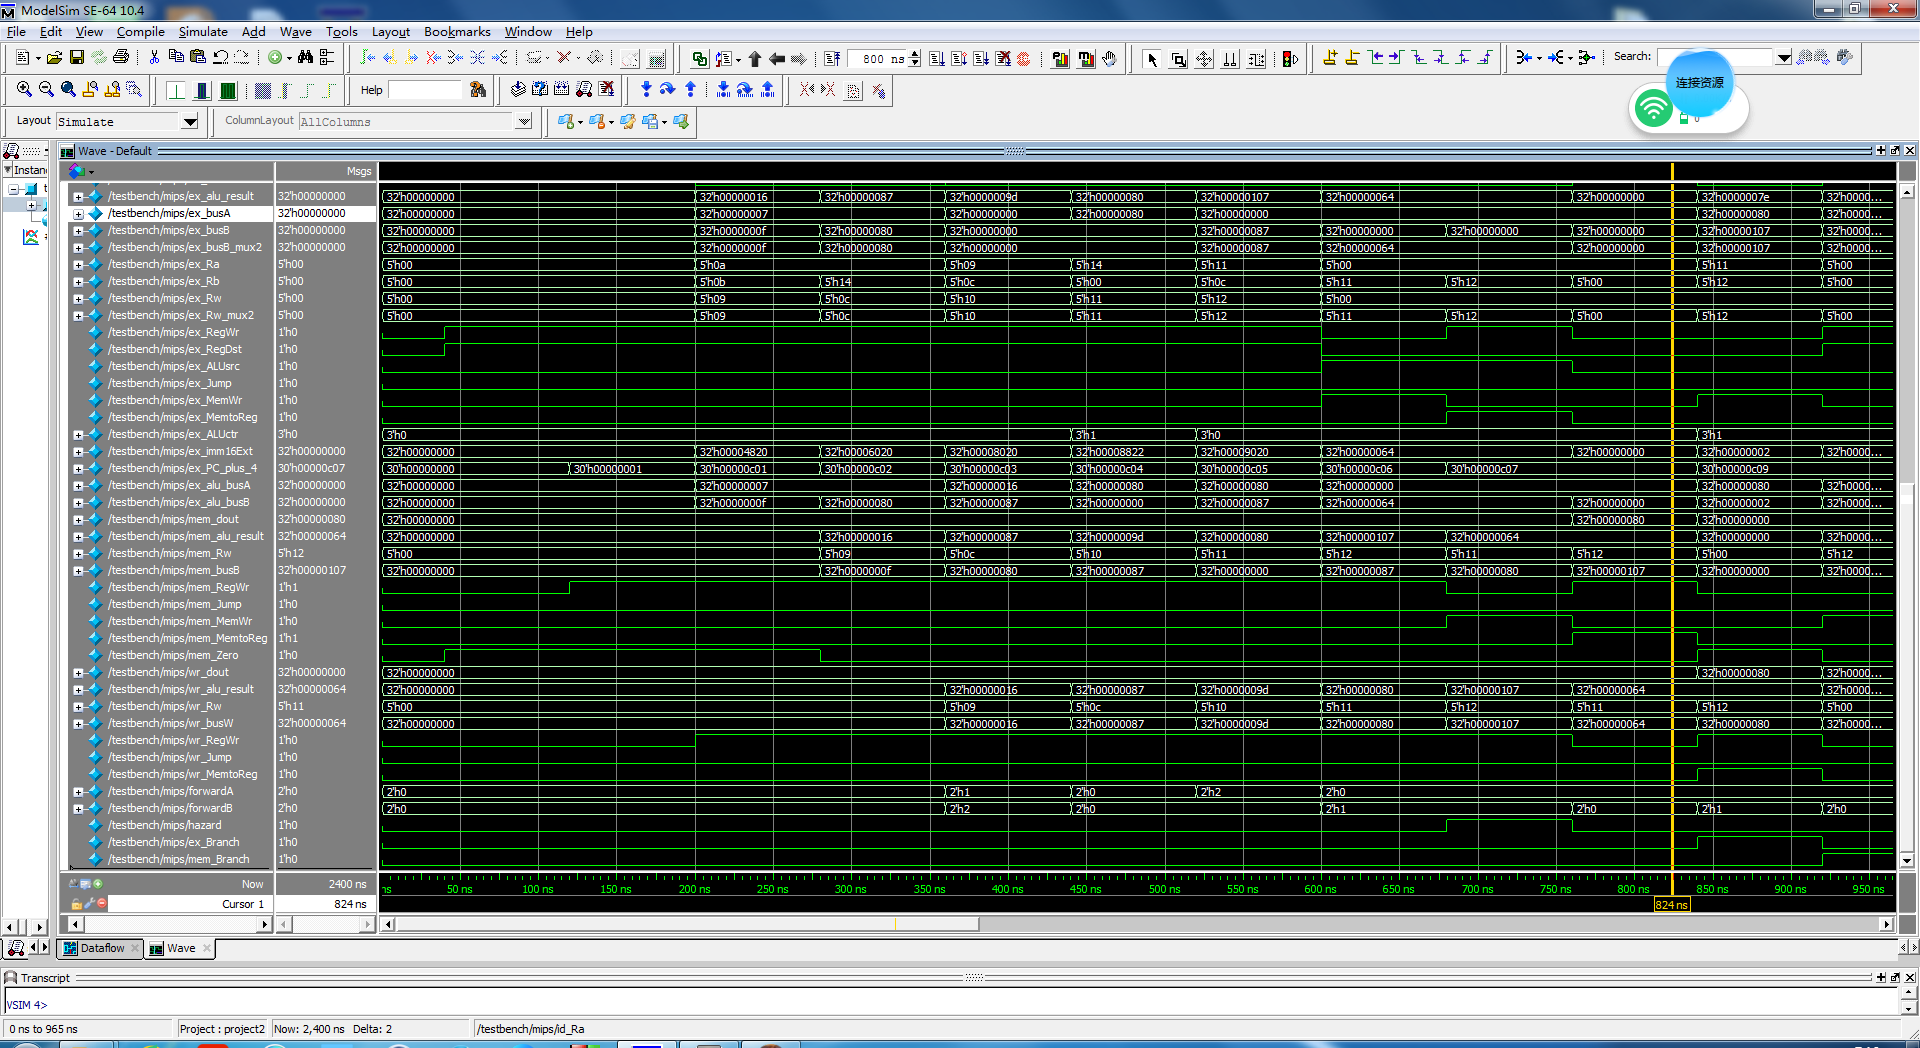 ModelSim SE-64 10.4
File Edit View Compile Simulate Add Wave Tools Layout Bookmarks Window Help
800 ns
Search:
连接资源
Help
Layout Simulate
ColumnLayout AllColumns
Wave - Default
Instanc
Msgs
/testbench/mips/ex_alu_result 32'h00000000 32'h00000000 32'h00000016 32'h00000087 32'h0000009d 32'h00000080 32'h00000107 32'h00000064 32'h00000000 32'h0000007e 32'h0000...
/testbench/mips/ex_busA 32'h00000000 32'h00000000 32'h00000007 32'h00000000 32'h00000080 32'h00000000 32'h00000080 32'h0000...
/testbench/mips/ex_busB 32'h00000000 32'h00000000 32'h0000000f 32'h00000080 32'h00000000 32'h00000087 32'h00000000 32'h00000000 32'h00000000 32'h00000107 32'h0000...
/testbench/mips/ex_busB_mux2 32'h00000000 32'h00000000 32'h0000000f 32'h00000080 32'h00000000 32'h00000087 32'h00000064 32'h00000000 32'h00000107 32'h0000...
/testbench/mips/ex_Ra 5'h00 5'h00 5'h0a 5'h09 5'h14 5'h11 5'h00 5'h11 5'h00
/testbench/mips/ex_Rb 5'h00 5'h00 5'h0b 5'h14 5'h0c 5'h00 5'h0c 5'h11 5'h12 5'h00 5'h12 5'h00
/testbench/mips/ex_Rw 5'h00 5'h00 5'h09 5'h0c 5'h10 5'h11 5'h12 5'h00
/testbench/mips/ex_Rw_mux2 5'h00 5'h00 5'h09 5'h0c 5'h10 5'h11 5'h12 5'h11 5'h12 5'h00 5'h12 5'h00
/testbench/mips/ex_RegWr 1'h0
/testbench/mips/ex_RegDst 1'h0
/testbench/mips/ex_ALUsrc 1'h0
/testbench/mips/ex_Jump 1'h0
/testbench/mips/ex_MemWr 1'h0
/testbench/mips/ex_MemtoReg 1'h0
/testbench/mips/ex_ALUctr 3'h0 3'h0 3'h1 3'h0 3'h1
/testbench/mips/ex_imm16Ext 32'h00000000 32'h00000000 32'h00004820 32'h00006020 32'h00008020 32'h00008822 32'h00009020 32'h00000064 32'h00000000 32'h00000002 32'h0000...
/testbench/mips/ex_PC_plus_4 30'h00000c07 30'h00000000 30'h00000001 30'h00000c01 30'h00000c02 30'h00000c03 30'h00000c04 30'h00000c05 30'h00000c06 30'h00000c07 30'h00000c09
/testbench/mips/ex_alu_busA 32'h00000000 32'h00000000 32'h00000007 32'h00000016 32'h00000080 32'h00000080 32'h00000000 32'h00000080 32'h0000...
/testbench/mips/ex_alu_busB 32'h00000000 32'h00000000 32'h0000000f 32'h00000080 32'h00000087 32'h00000000 32'h00000087 32'h00000064 32'h00000000 32'h00000002 32'h0000...
/testbench/mips/mem_dout 32'h00000080 32'h00000000 32'h00000080 32'h00000000
/testbench/mips/mem_alu_result 32'h00000064 32'h00000000 32'h00000016 32'h00000087 32'h0000009d 32'h00000080 32'h00000107 32'h00000064 32'h00000000 32'h0000...
/testbench/mips/mem_Rw 5'h12 5'h00 5'h09 5'h0c 5'h10 5'h11 5'h12 5'h11 5'h12 5'h00 5'h12
/testbench/mips/mem_busB 32'h00000107 32'h00000000 32'h0000000f 32'h00000080 32'h00000087 32'h00000000 32'h00000087 32'h00000080 32'h00000107 32'h00000000 32'h0000...
/testbench/mips/mem_RegWr 1'h1
/testbench/mips/mem_Jump 1'h0
/testbench/mips/mem_MemWr 1'h0
/testbench/mips/mem_MemtoReg 1'h1
/testbench/mips/mem_Zero 1'h0
/testbench/mips/wr_dout 32'h00000000 32'h00000000 32'h00000080 32'h0000...
/testbench/mips/wr_alu_result 32'h00000064 32'h00000000 32'h00000016 32'h00000087 32'h0000009d 32'h00000080 32'h00000107 32'h00000064 32'h0000...
/testbench/mips/wr_Rw 5'h11 5'h00 5'h09 5'h0c 5'h10 5'h11 5'h12 5'h11 5'h12 5'h00
/testbench/mips/wr_busW 32'h00000064 32'h00000000 32'h00000016 32'h00000087 32'h0000009d 32'h00000080 32'h00000107 32'h00000064 32'h00000080 32'h0000...
/testbench/mips/wr_RegWr 1'h0
/testbench/mips/wr_Jump 1'h0
/testbench/mips/wr_MemtoReg 1'h0
/testbench/mips/forwardA 2'h0 2'h0 2'h1 2'h0 2'h2 2'h0
/testbench/mips/forwardB 2'h0 2'h0 2'h2 2'h0 2'h1 2'h0 2'h1 2'h0
/testbench/mips/hazard 1'h0
/testbench/mips/ex_Branch 1'h0
/testbench/mips/mem_Branch 1'h0
Now 2400 ns ns 50 ns 100 ns 150 ns 200 ns 250 ns 300 ns 350 ns 400 ns 450 ns 500 ns 550 ns 600 ns 650 ns 700 ns 750 ns 800 ns 850 ns 900 ns 950 ns
Cursor 1 824 ns 824 ns
Dataflow Wave
Transcript
VSIM 4>
0 ns to 965 ns Project : project2 Now: 2,400 ns Delta: 2 /testbench/mips/id_Ra